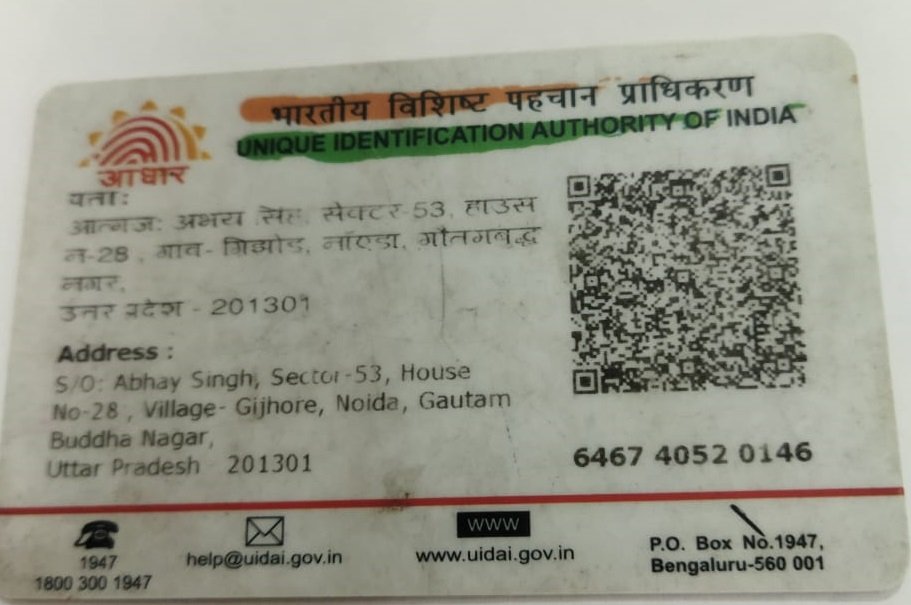 भारतीय विशिष्ट पहचान प्राधिकरण
UNIQUE IDENTIFICATION AUTHORITY OF INDIA
आधार
पता:
आत्मज: अभय सिंह, सेक्टर-53, हाउस
न-28 , गाव- गिझोड, नॉएडा, गौतमबुद्ध
नगर,
उत्तर प्रदेश - 201301
Address :
S/O: Abhay Singh, Sector-53, House
No-28 , Village- Gijhore, Noida, Gautam
Buddha Nagar,
Uttar Pradesh 201301
6467 4052 0146
1947
1800 300 1947
help@uidai.gov.in
WWW
www.uidai.gov.in
P.O. Box No.1947,
Bengaluru-560 001